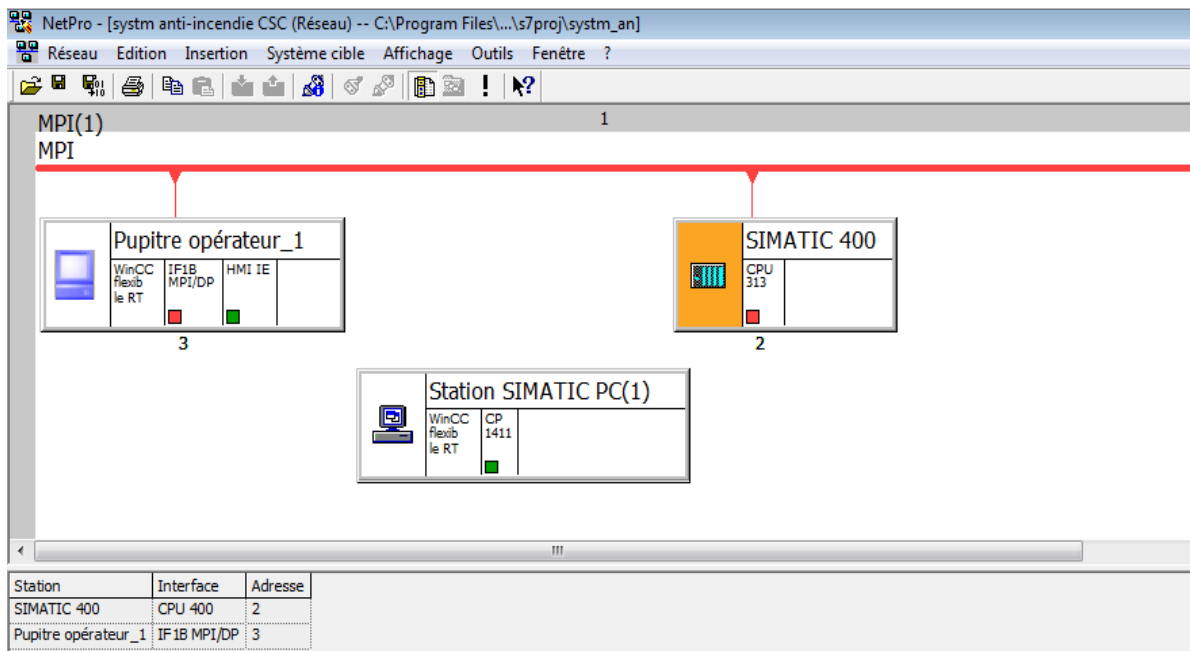 NetPro - [systm anti-incendie CSC (Réseau) -- C:\Program Files\...\s7proj\systm_an]
Réseau Edition Insertion Système cible Affichage Outils Fenêtre ?
MPI(1) 1
MPI
Pupitre opérateur_1
WinCC
flexib
le RT
IF1B
MPI/DP
HMI IE
3
SIMATIC 400
CPU
313
2
Station SIMATIC PC(1)
WinCC
flexib
le RT
CP
1411
Station Interface Adresse
SIMATIC 400 CPU 400 2
Pupitre opérateur_1 IF1B MPI/DP 3